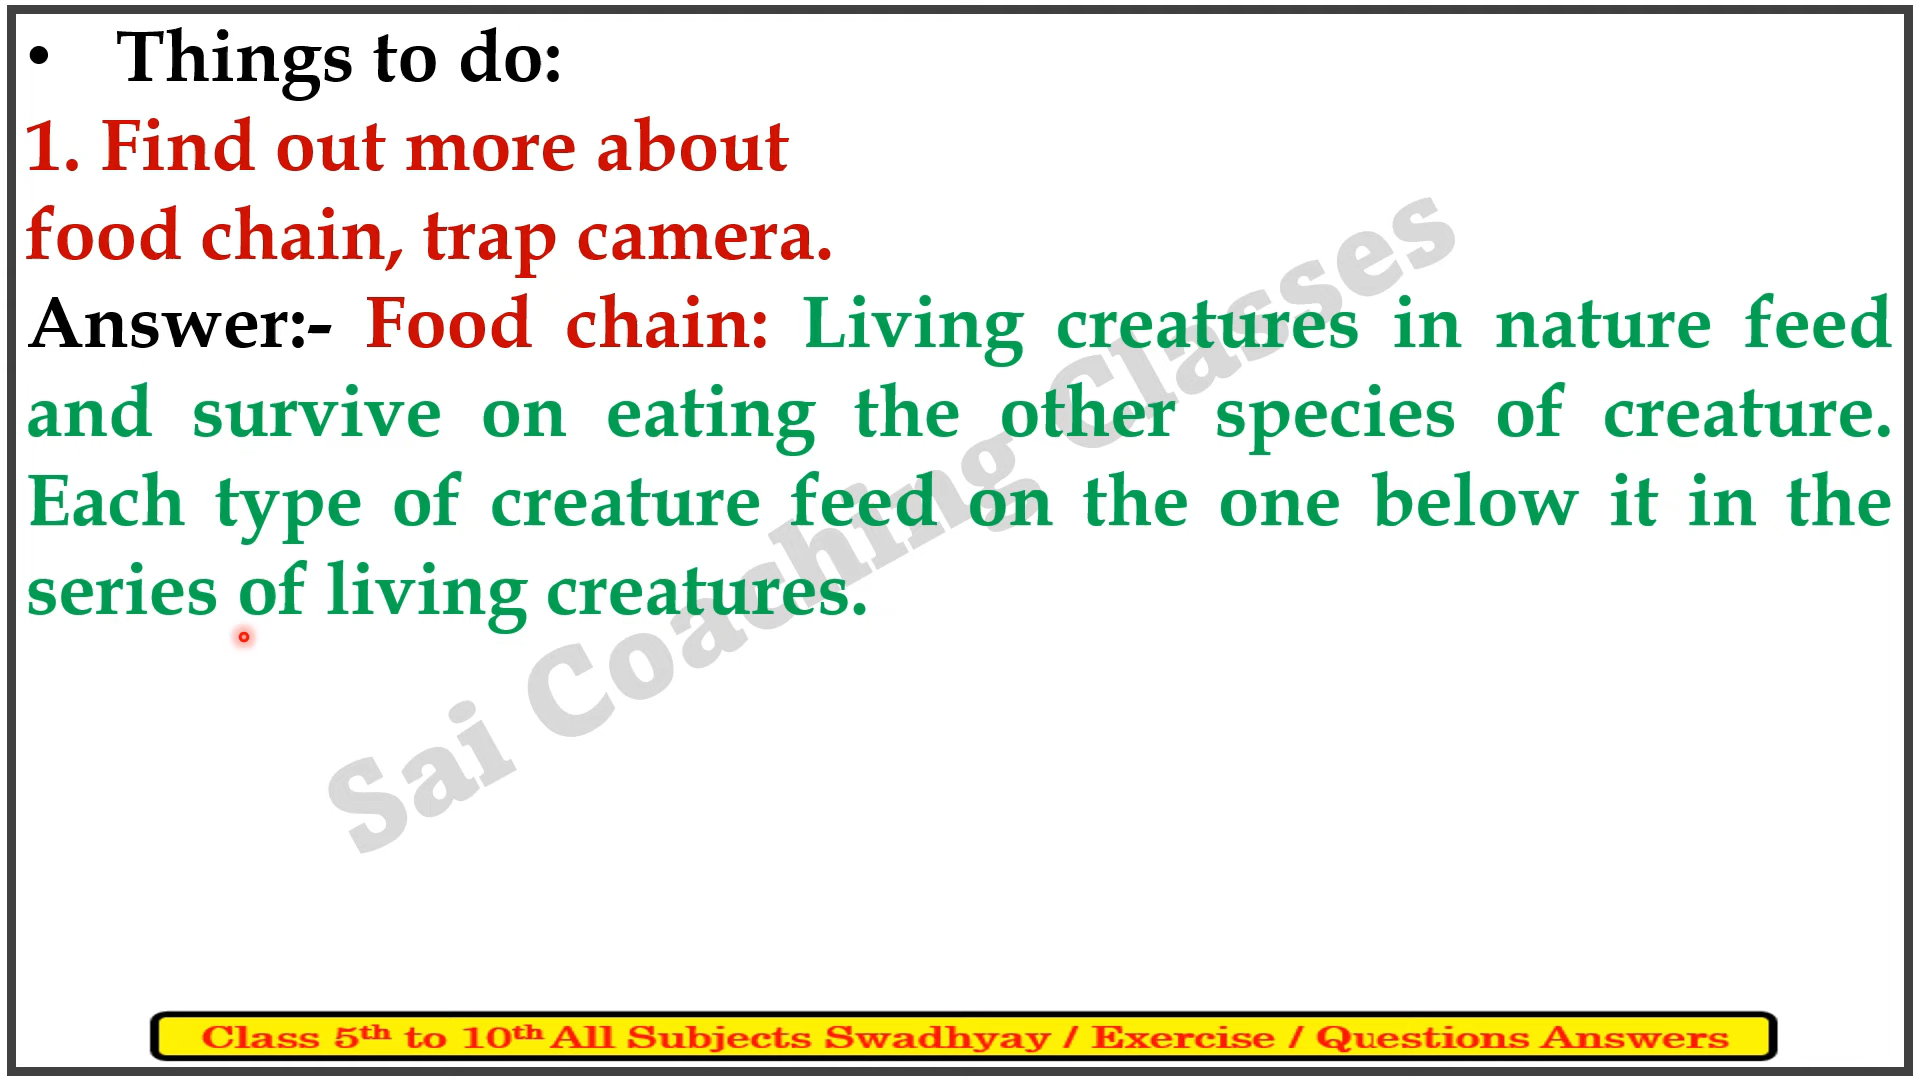 • Things to do:
1. Find out more about
food chain, trap camera.
Answer:- Food chain: Living creatures in nature feed
and survive on eating the other species of creature.
Each type of creature feed on the one below it in the
series of living creatures.
Sai Coaching Classes
Class 5th to 10th All Subjects Swadhyay / Exercise / Questions Answers